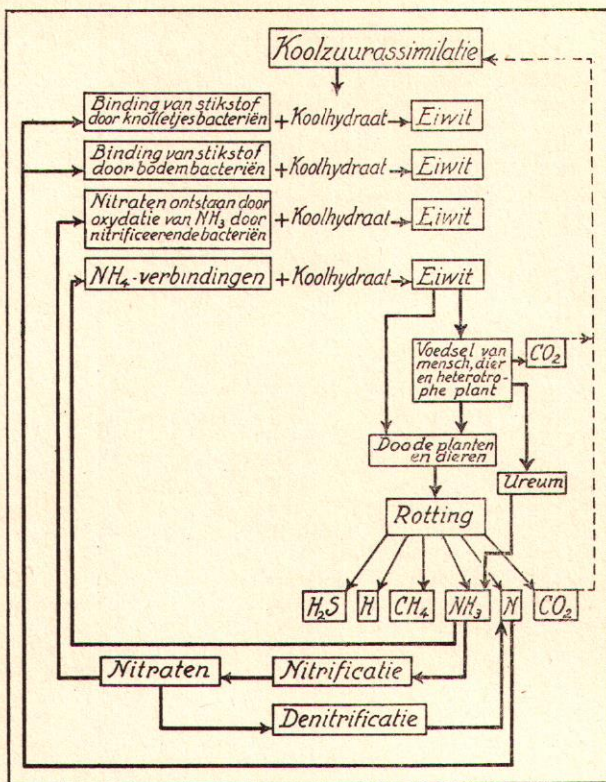 Koolzuurassimilatie
Binding van stikstof
door knolletjesbacteriën
+ Koolhydraat
Eiwit
Binding van stikstof
door bodembacteriën
+ Koolhydraat
Eiwit
Nitraten ontstaan door
oxydatie van NH₃ door
nitrificeerende bacteriën
+ Koolhydraat
Eiwit
NH₄-verbindingen
+ Koolhydraat
Eiwit
Voedsel van
mensch, dier
en heterotro-
phe plant
CO₂
Doode planten
en dieren
Ureum
Rotting
H₂S
H
CH₄
NH₃
N
CO₂
Nitraten
Nitrificatie
Denitrificatie